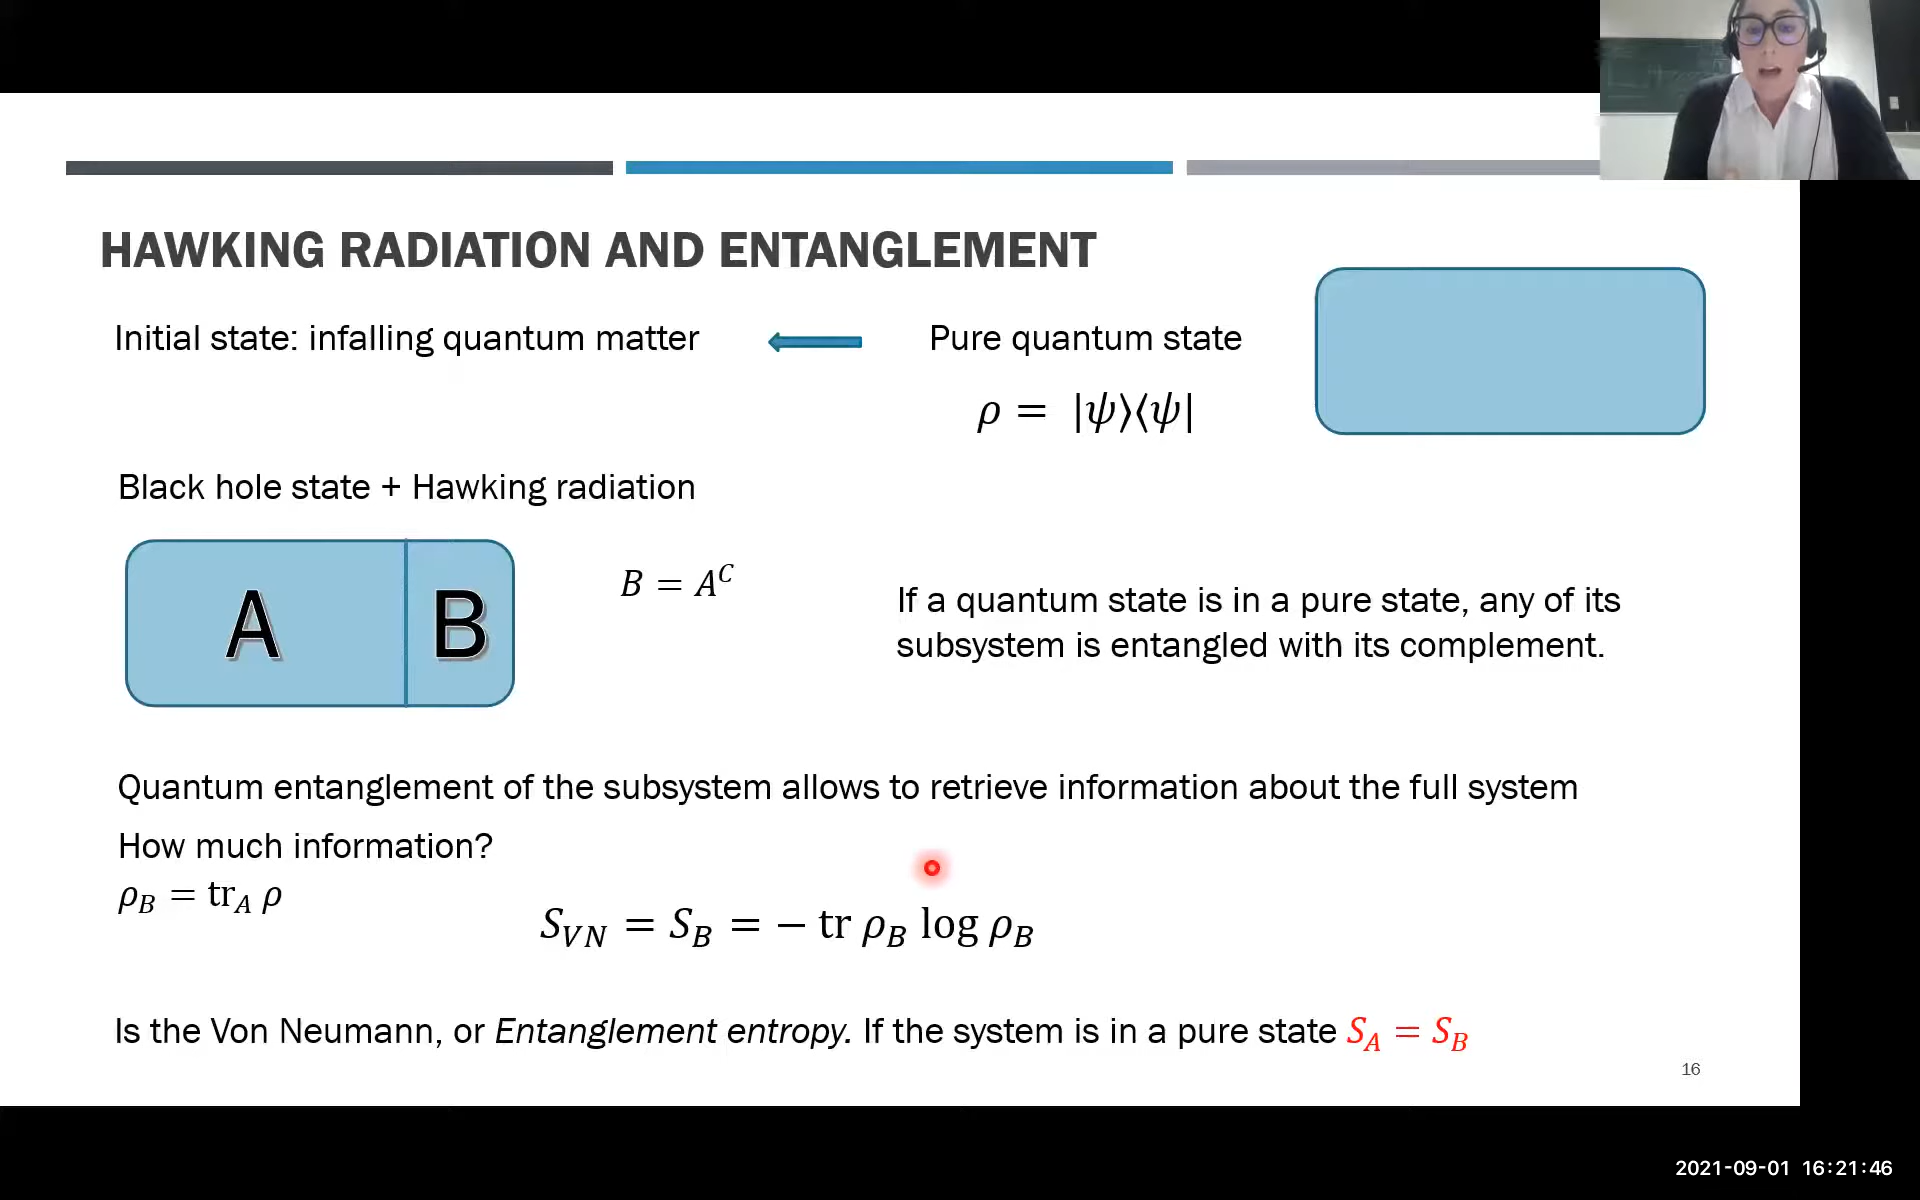 HAWKING RADIATION AND ENTANGLEMENT
Initial state: infalling quantum matter
Pure quantum state
ρ = |ψ⟩⟨ψ|
Black hole state + Hawking radiation
A B
B = A^C
If a quantum state is in a pure state, any of its
subsystem is entangled with its complement.
Quantum entanglement of the subsystem allows to retrieve information about the full system
How much information?
ρ_B = tr_A ρ
S_VN = S_B = − tr ρ_B log ρ_B
Is the Von Neumann, or Entanglement entropy. If the system is in a pure state S_A = S_B
16
2021-09-01 16:21:46